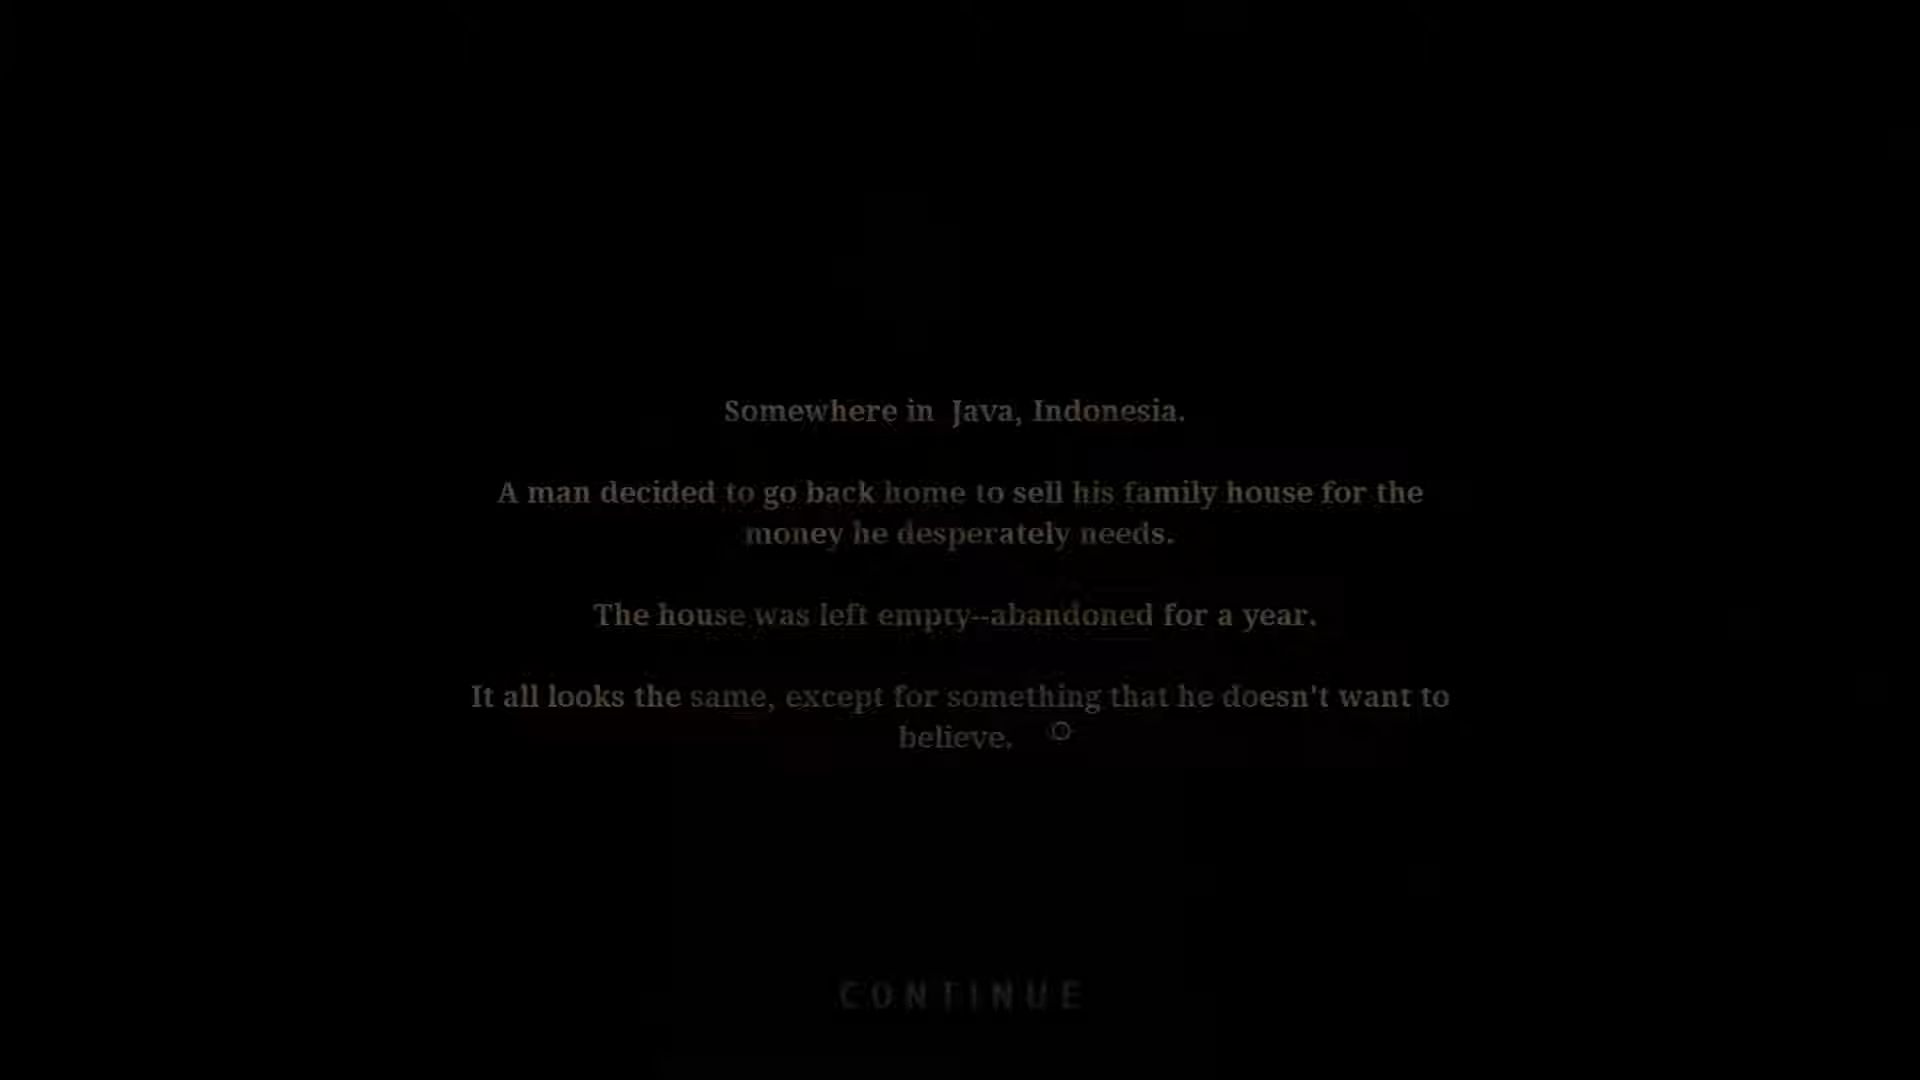 Somewhere in  Java, Indonesia.
A man decided to go back home to sell his family house for the
money he desperately needs.
The house was left empty--abandoned for a year.
It all looks the same, except for something that he doesn't want to
believe.
CONTINUE